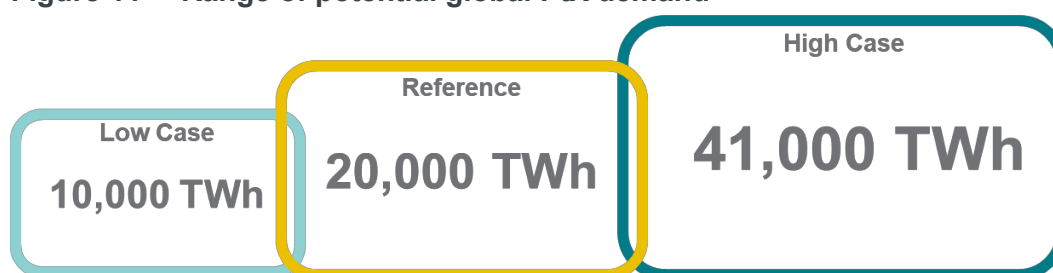 Low Case
10,000 TWh
Reference
20,000 TWh
High Case
41,000 TWh